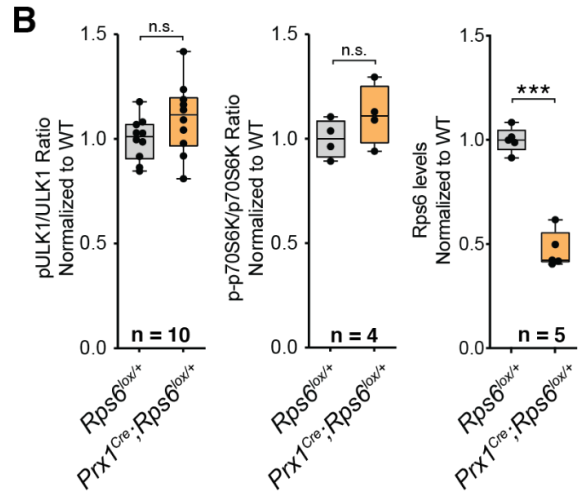 B
pULK1/ULK1 Ratio
Normalized to WT
1.5
1.0
0.5
0.0
n.s.
n = 10
Rps6lox/+
Prx1Cre;Rps6lox/+
p-p70S6K/p70S6K Ratio
Normalized to WT
1.5
1.0
0.5
0.0
n.s.
n = 4
Rps6lox/+
Prx1Cre;Rps6lox/+
Rps6 levels
Normalized to WT
1.5
1.0
0.5
0.0
***
n = 5
Rps6lox/+
Prx1Cre;Rps6lox/+